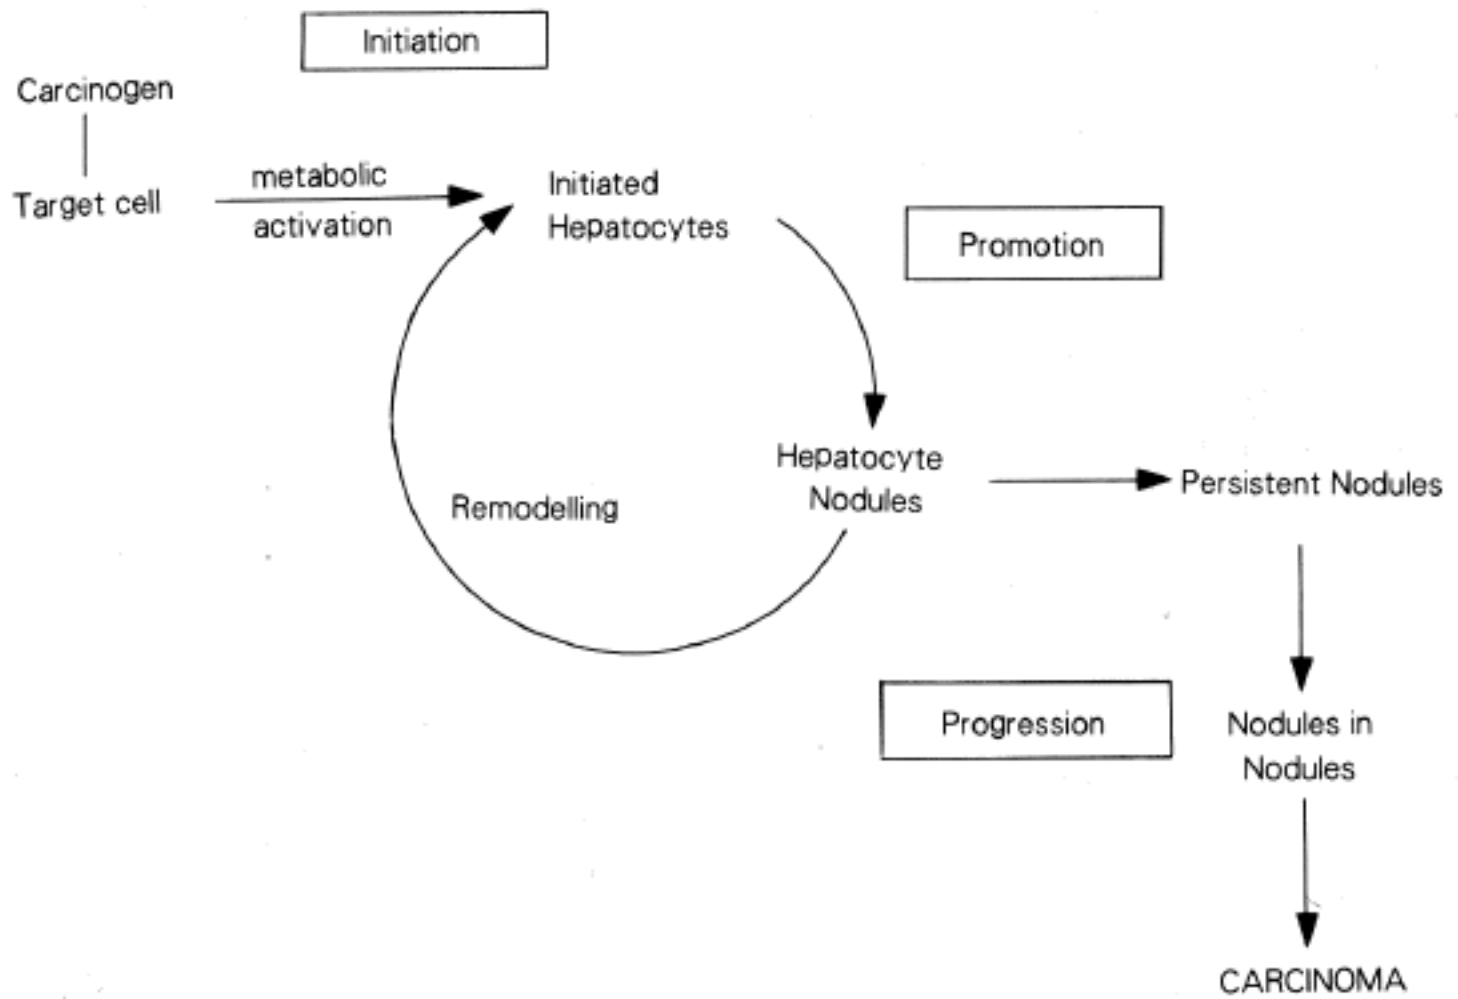 Initiation
Carcinogen
Target cell
metabolic
activation
Initiated
Hepatocytes
Promotion
Hepatocyte
Nodules
Persistent Nodules
Remodelling
Progression
Nodules in
Nodules
CARCINOMA